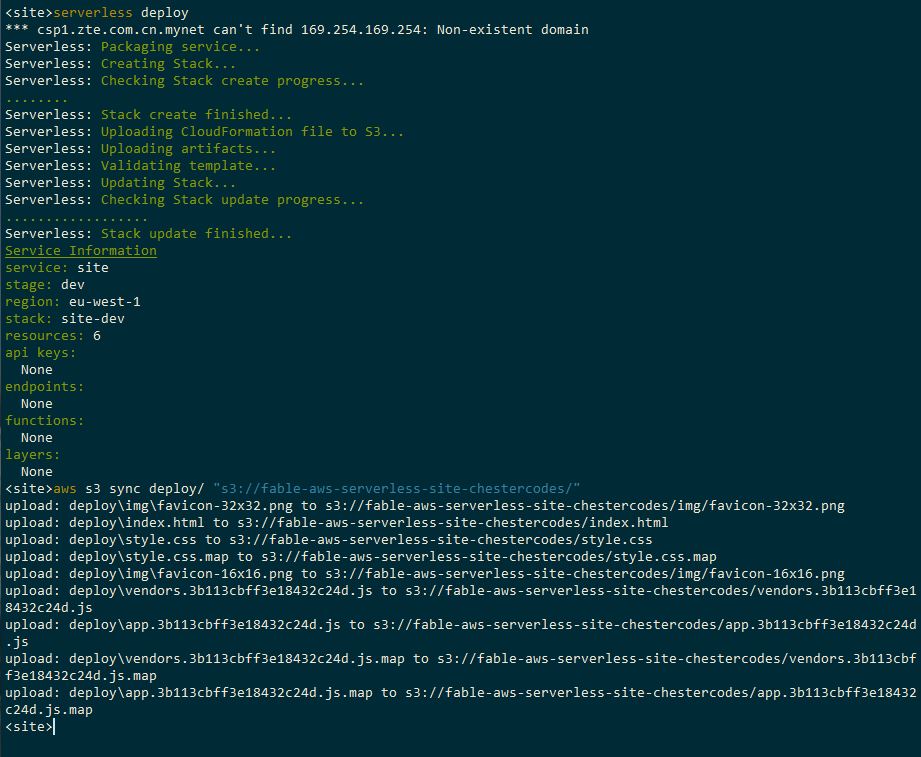 <site>serverless deploy
*** csp1.zte.com.cn.mynet can't find 169.254.169.254: Non-existent domain
Serverless: Packaging service...
Serverless: Creating Stack...
Serverless: Checking Stack create progress...
........
Serverless: Stack create finished...
Serverless: Uploading CloudFormation file to S3...
Serverless: Uploading artifacts...
Serverless: Validating template...
Serverless: Updating Stack...
Serverless: Checking Stack update progress...
..................
Serverless: Stack update finished...
Service Information
service: site
stage: dev
region: eu-west-1
stack: site-dev
resources: 6
api keys:
  None
endpoints:
  None
functions:
  None
layers:
  None
<site>aws s3 sync deploy/ "s3://fable-aws-serverless-site-chestercodes/"
upload: deploy\img\favicon-32x32.png to s3://fable-aws-serverless-site-chestercodes/img/favicon-32x32.png
upload: deploy\index.html to s3://fable-aws-serverless-site-chestercodes/index.html
upload: deploy\style.css to s3://fable-aws-serverless-site-chestercodes/style.css
upload: deploy\style.css.map to s3://fable-aws-serverless-site-chestercodes/style.css.map
upload: deploy\img\favicon-16x16.png to s3://fable-aws-serverless-site-chestercodes/img/favicon-16x16.png
upload: deploy\vendors.3b113cbff3e18432c24d.js to s3://fable-aws-serverless-site-chestercodes/vendors.3b113cbff3e1
8432c24d.js
upload: deploy\app.3b113cbff3e18432c24d.js to s3://fable-aws-serverless-site-chestercodes/app.3b113cbff3e18432c24d
.js
upload: deploy\vendors.3b113cbff3e18432c24d.js.map to s3://fable-aws-serverless-site-chestercodes/vendors.3b113cbf
f3e18432c24d.js.map
upload: deploy\app.3b113cbff3e18432c24d.js.map to s3://fable-aws-serverless-site-chestercodes/app.3b113cbff3e18432
c24d.js.map
<site>